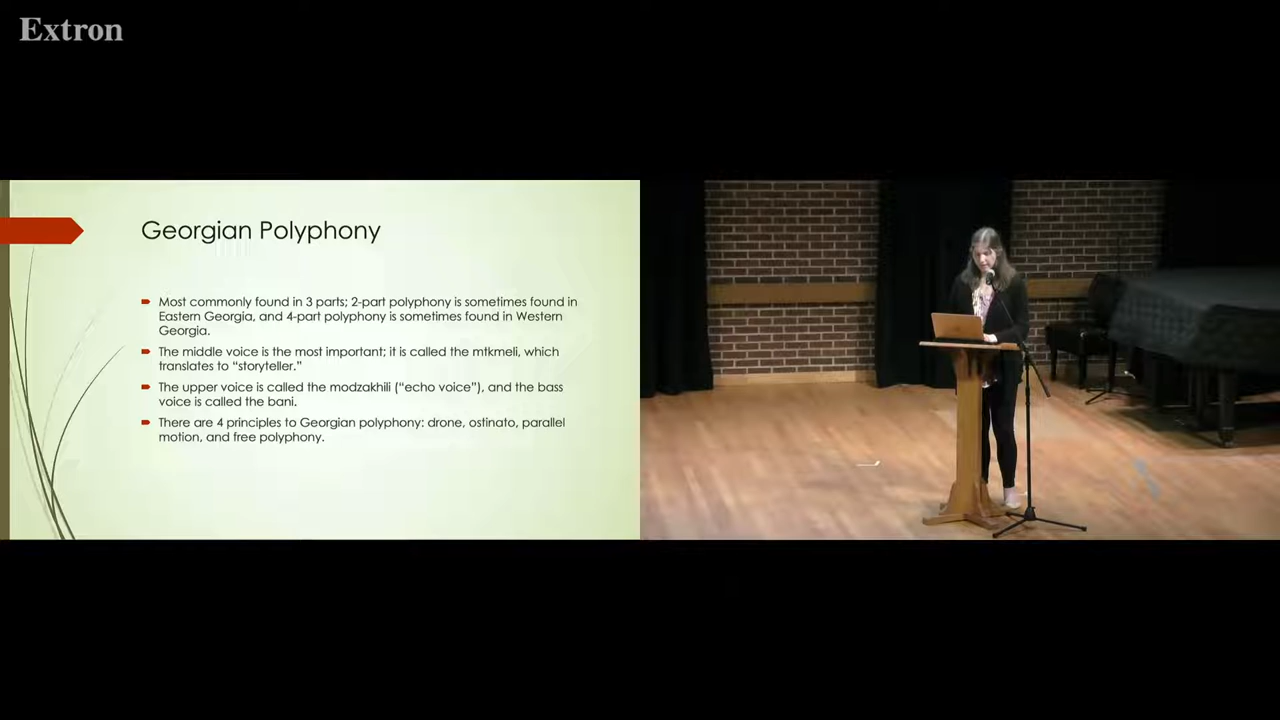 Extron
Georgian Polyphony
Most commonly found in 3 parts; 2-part polyphony is sometimes found in
Eastern Georgia, and 4-part polyphony is sometimes found in Western
Georgia.
The middle voice is the most important; it is called the mtkmeli, which
translates to “storyteller.”
The upper voice is called the modzakhili (“echo voice”), and the bass
voice is called the bani.
There are 4 principles to Georgian polyphony: drone, ostinato, parallel
motion, and free polyphony.